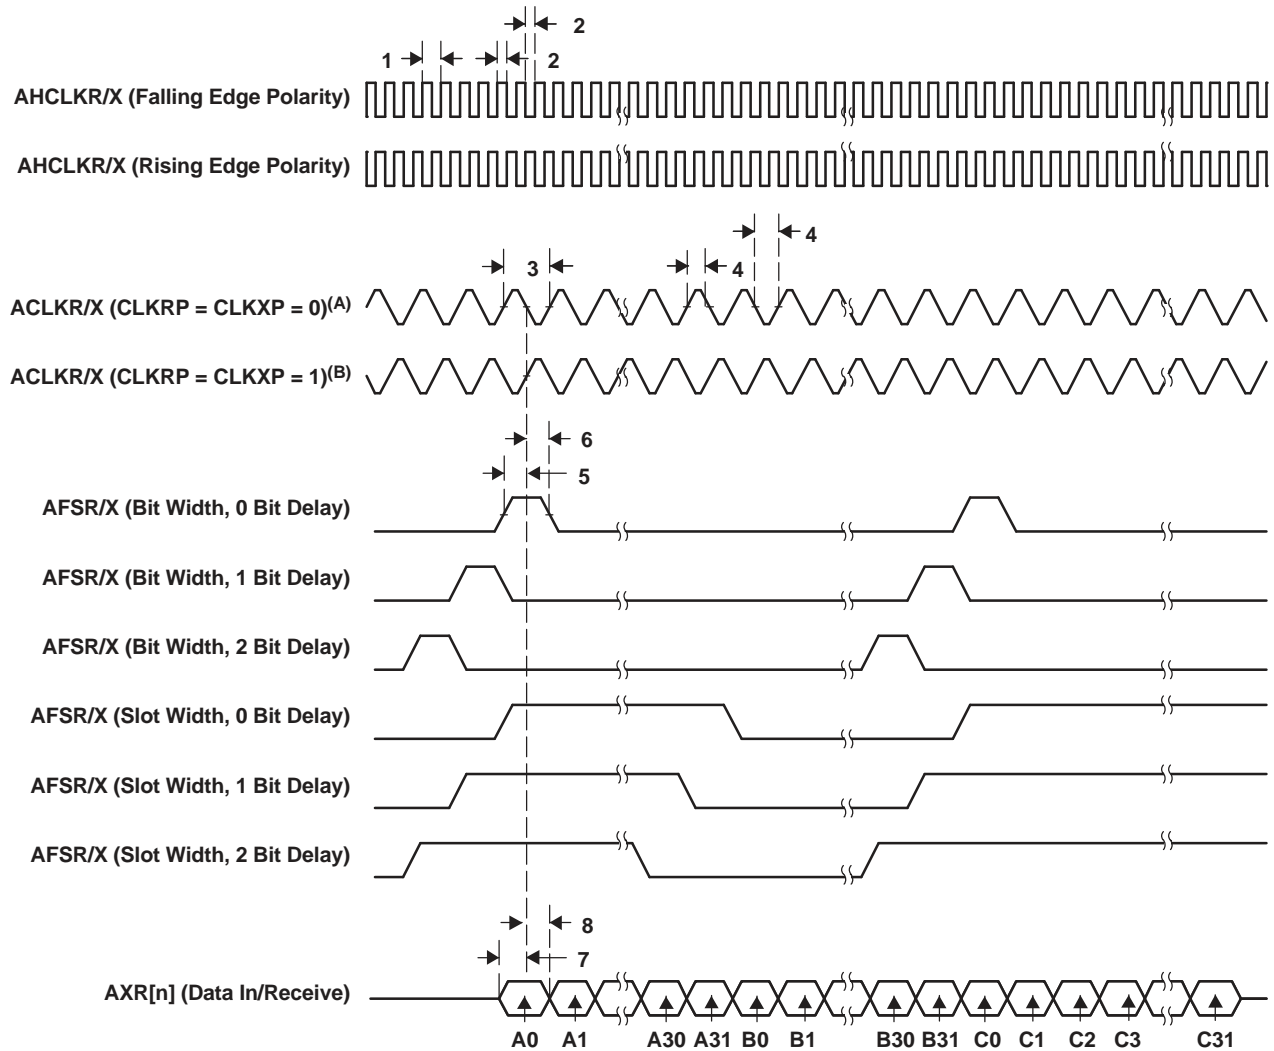 2
1
2
AHCLKR/X (Falling Edge Polarity)
AHCLKR/X (Rising Edge Polarity)
4
3
4
ACLKR/X (CLKRP = CLKXP = 0)(A)
ACLKR/X (CLKRP = CLKXP = 1)(B)
6
5
AFSR/X (Bit Width, 0 Bit Delay)
AFSR/X (Bit Width, 1 Bit Delay)
AFSR/X (Bit Width, 2 Bit Delay)
AFSR/X (Slot Width, 0 Bit Delay)
AFSR/X (Slot Width, 1 Bit Delay)
AFSR/X (Slot Width, 2 Bit Delay)
8
7
AXR[n] (Data In/Receive)
A0 A1 A30 A31 B0 B1 B30 B31 C0 C1 C2 C3 C31